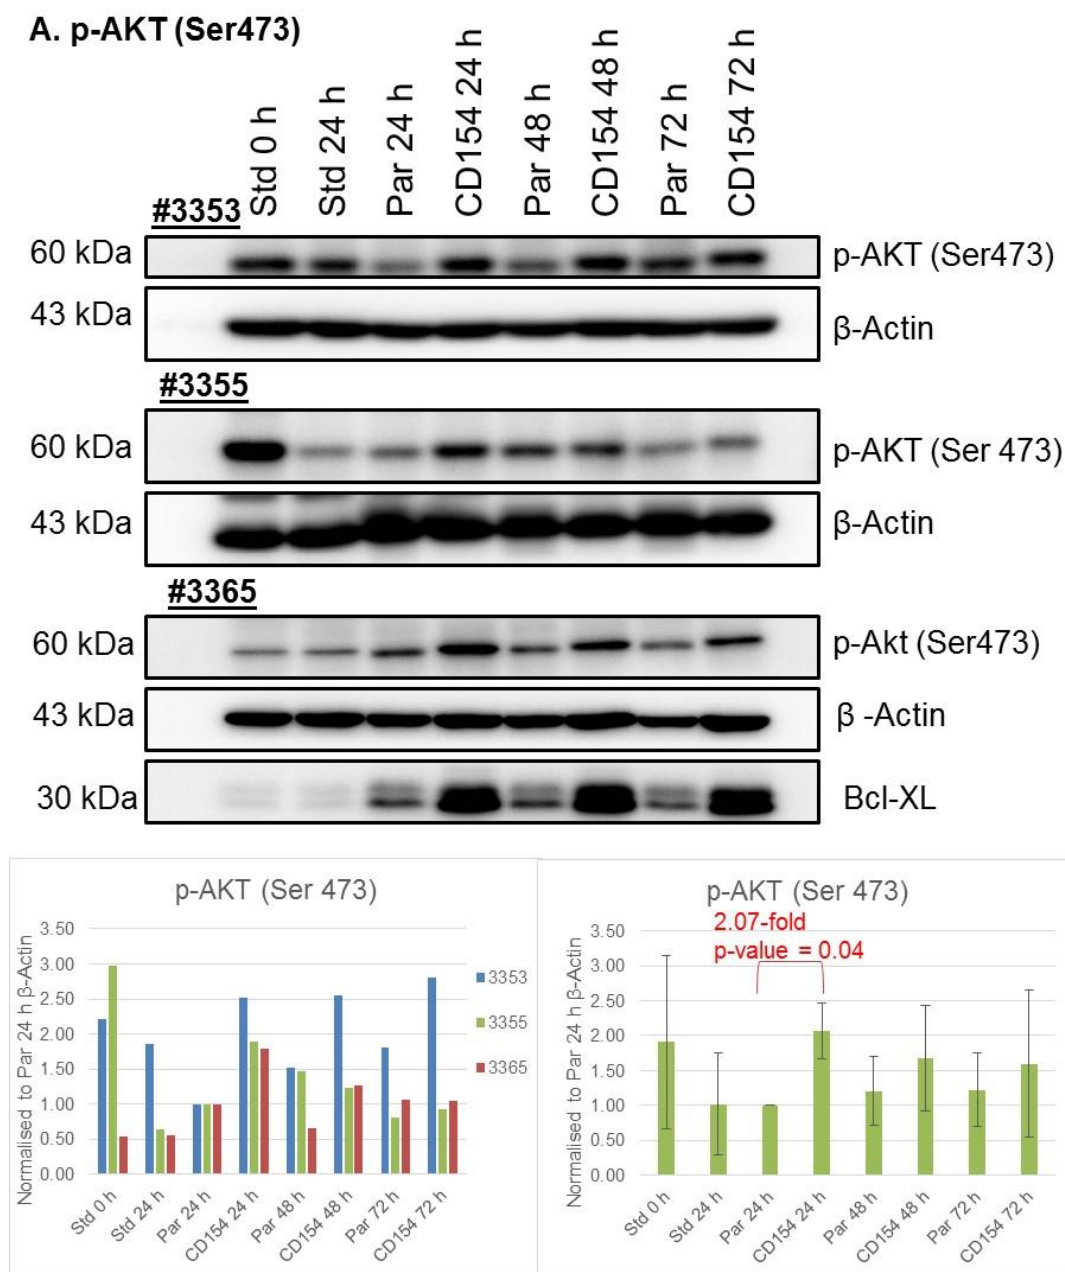 A. p-AKT (Ser473)
Std 0 h
Std 24 h
Par 24 h
CD154 24 h
Par 48 h
CD154 48 h
Par 72 h
CD154 72 h
#3353
60 kDa
p-AKT (Ser473)
43 kDa
β-Actin
#3355
60 kDa
p-AKT (Ser 473)
43 kDa
β-Actin
#3365
60 kDa
p-Akt (Ser473)
43 kDa
β -Actin
30 kDa
Bcl-XL
p-AKT (Ser 473)
Normalised to Par 24 h β-Actin
3.50
3.00
2.50
2.00
1.50
1.00
0.50
0.00
Std 0 h
Std 24 h
Par 24 h
CD154 24 h
Par 48 h
CD154 48 h
Par 72 h
CD154 72 h
3353
3355
3365
p-AKT (Ser 473)
2.07-fold
p-value = 0.04
Normalised to Par 24 h β-Actin
3.50
3.00
2.50
2.00
1.50
1.00
0.50
0.00
Std 0 h
Std 24 h
Par 24 h
CD154 24 h
Par 48 h
CD154 48 h
Par 72 h
CD154 72 h